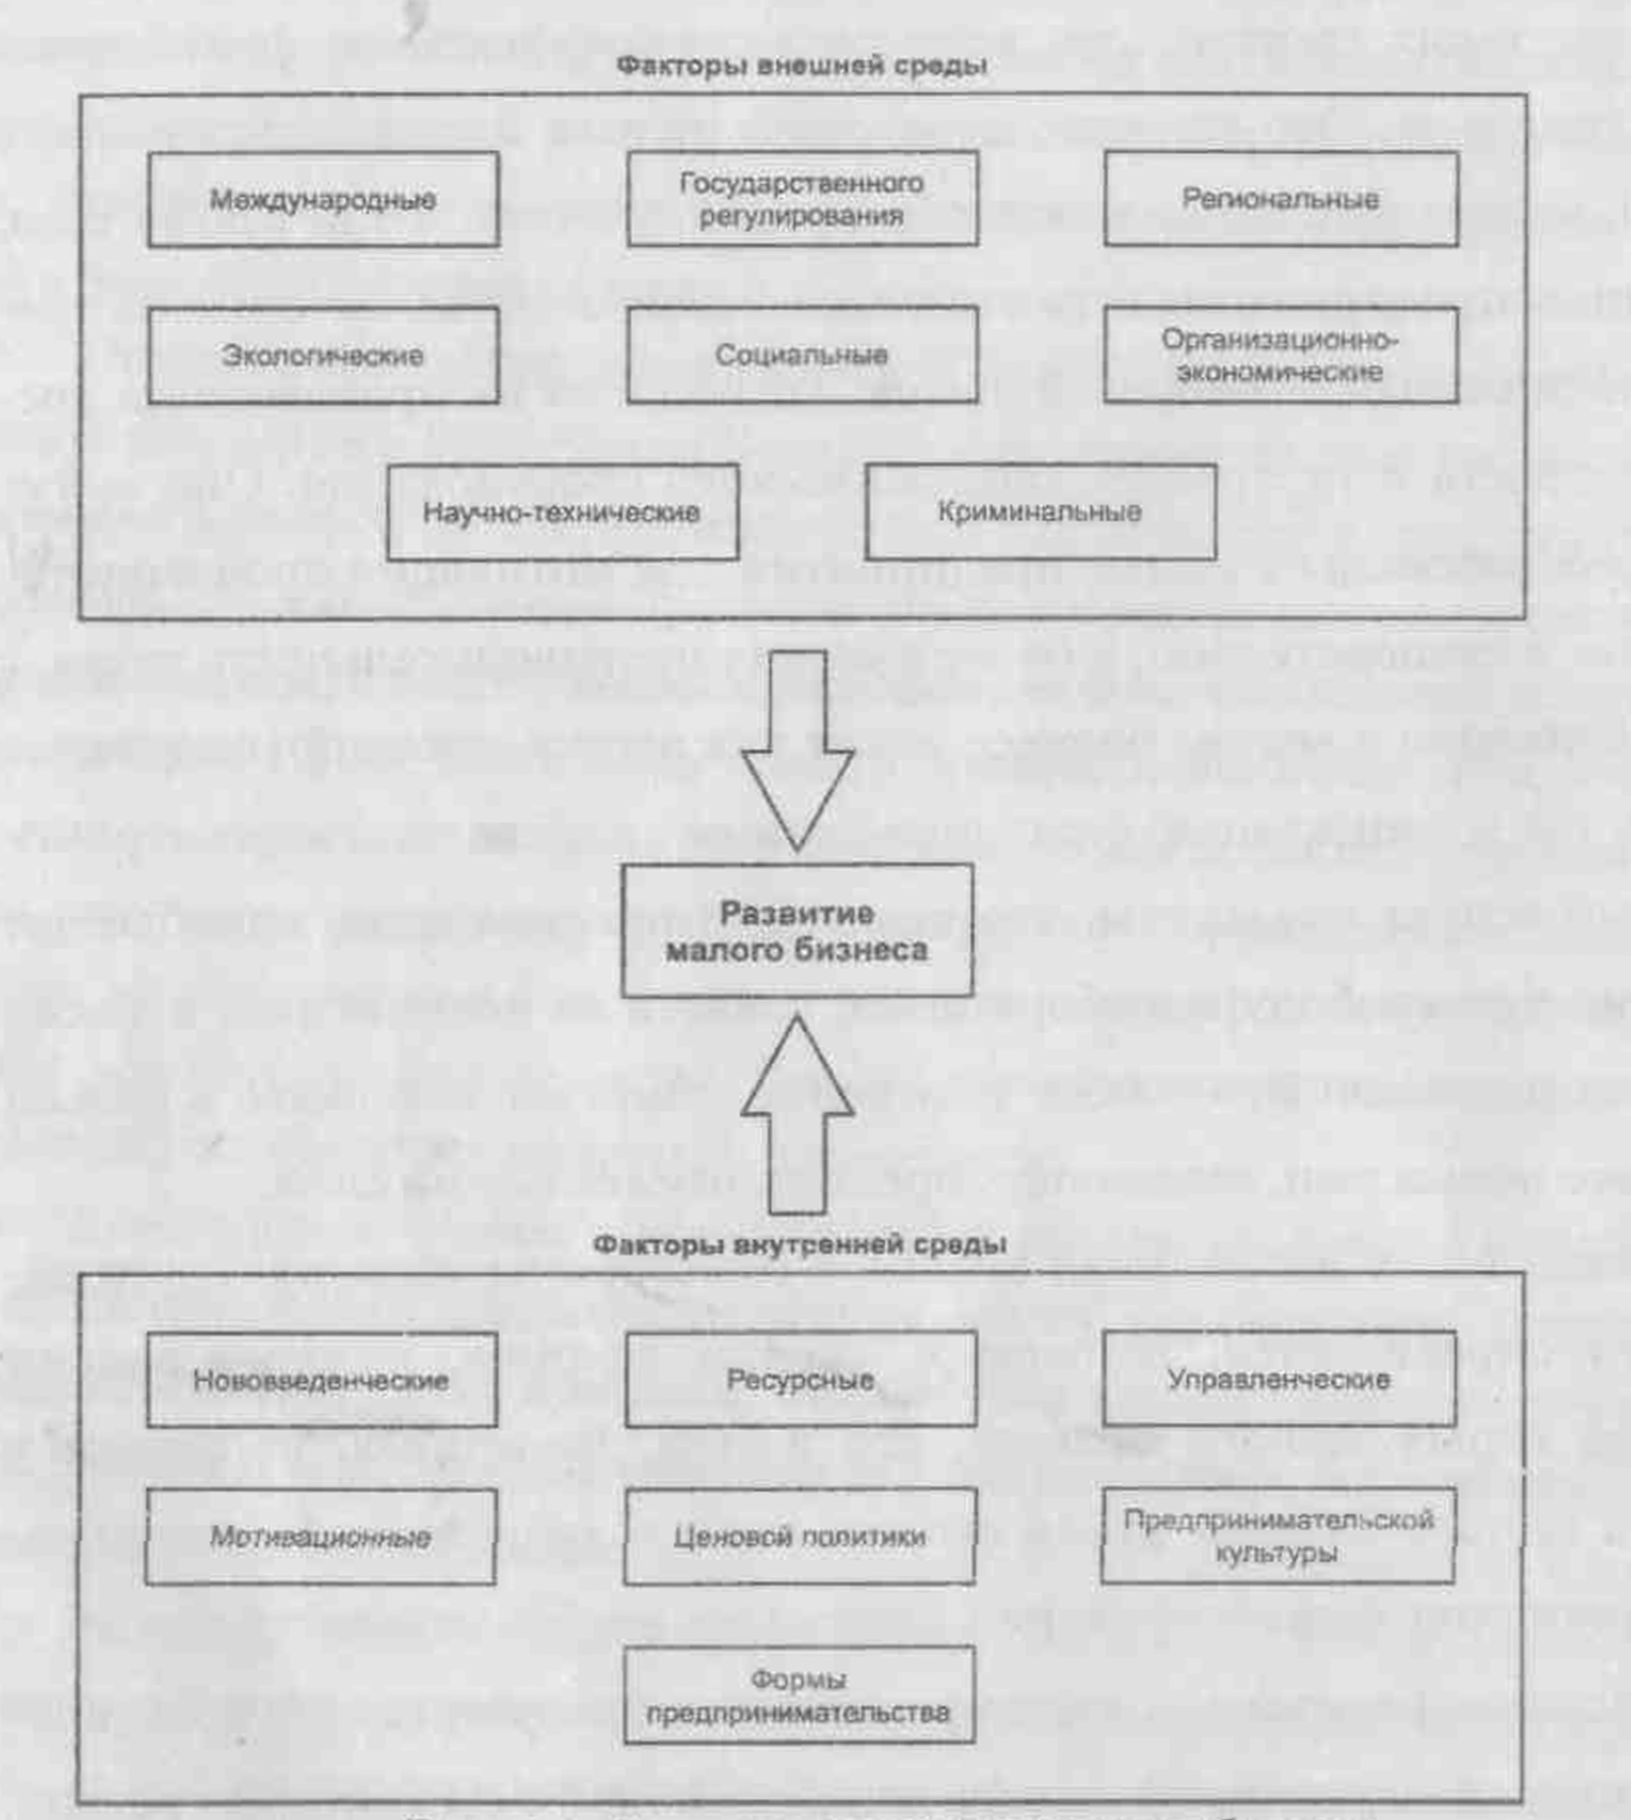 Факторы внешней среды
Международные
Государственного
регулирования
Региональные
Экологические
Социальные
Организационно-
экономические
Научно-технические
Криминальные
Развитие
малого бизнеса
Факторы внутренней среды
Нововведенческие
Ресурсные
Управленческие
Мотивационные
Ценовой политики
Предпринимательской
культуры
Формы
предпринимательства